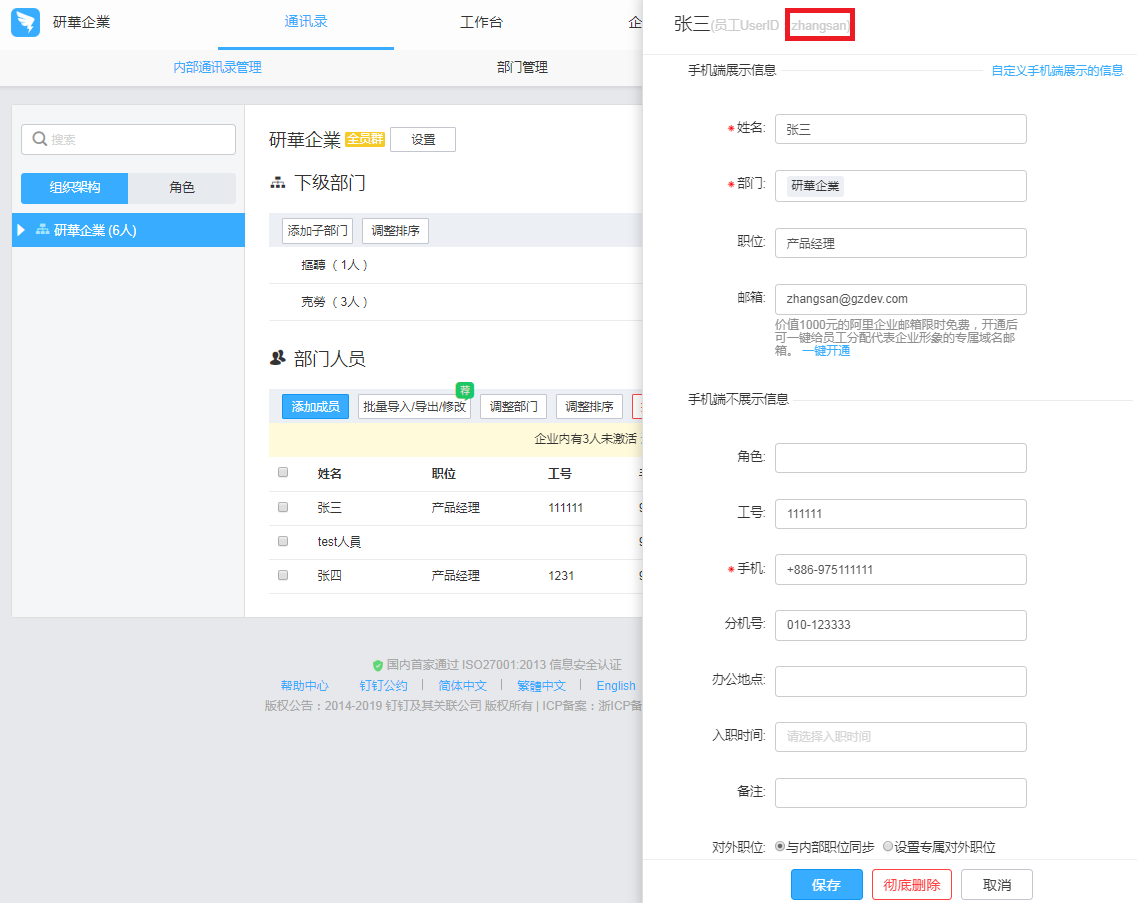 研華企業
通讯录
工作台
企
内部通讯录管理
部门管理
搜索
组织架构
角色
研華企業 (6人)
研華企業 全员群 设置
下级部门
添加子部门 调整排序
（1人）
克勞（3人）
部门人员
荐
添加成员 批量导入/导出/修改 调整部门 调整排序
企业内有3人未激活
姓名 职位 工号
张三 产品经理 111111
test人員
张四 产品经理 1231
国内首家通过 ISO27001:2013 信息安全认证
帮助中心 钉钉公约 | 简体中文 | 繁體中文 | English
版权公告：2014-2019 钉钉及其关联公司 版权所有 | ICP备案：浙ICP备
张三(员工UserID : zhangsan)
手机端展示信息
自定义手机端展示的信息
*姓名: 张三
*部门: 研華企業
职位: 产品经理
邮箱: zhangsan@gzdev.com
价值1000元的阿里企业邮箱限时免费，开通后
可一键给员工分配代表企业形象的专属域名邮
箱。 一键开通
手机端不展示信息
角色:
工号: 111111
*手机: +886-975111111
分机号: 010-123333
办公地点:
入职时间: 请选择入职时间
备注:
对外职位: 与内部职位同步 设置专属对外职位
保存 彻底删除 取消